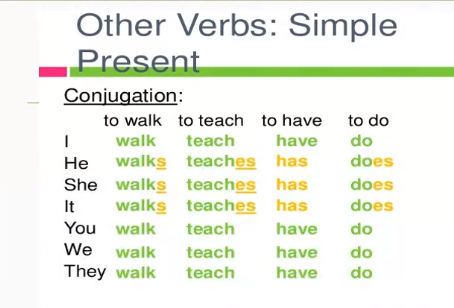 Other Verbs: Simple
Present
Conjugation:
to walk to teach to have to do
I walk teach have do
He walks teaches has does
She walks teaches has does
It walks teaches has does
You walk teach have do
We walk teach have do
They walk teach have do